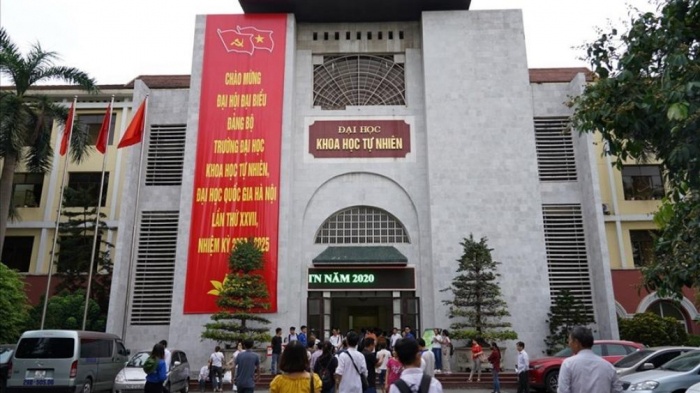 CHÀO MỪNG
ĐẠI HỘI ĐẠI BIỂU
ĐẢNG BỘ
TRƯỜNG ĐẠI HỌC
KHOA HỌC TỰ NHIÊN,
ĐẠI HỌC QUỐC GIA HÀ NỘI
LẦN THỨ XXVII,
NHIỆM KỲ 2020-2025
ĐẠI HỌC
KHOA HỌC TỰ NHIÊN
NĂM 2020